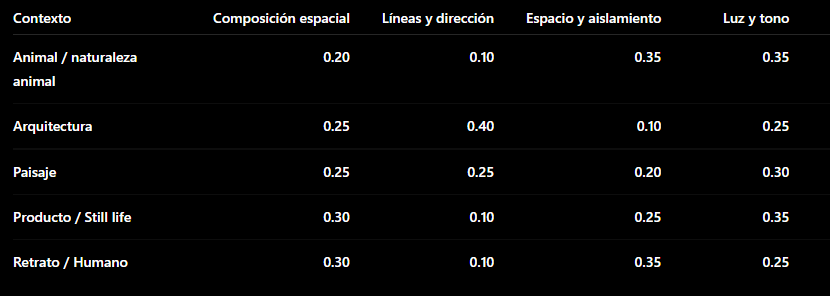 Contexto Composición espacial Líneas y dirección Espacio y aislamiento Luz y tono
Animal / naturaleza 0.20 0.10 0.35 0.35
animal
Arquitectura 0.25 0.40 0.10 0.25
Paisaje 0.25 0.25 0.20 0.30
Producto / Still life 0.30 0.10 0.25 0.35
Retrato / Humano 0.30 0.10 0.35 0.25